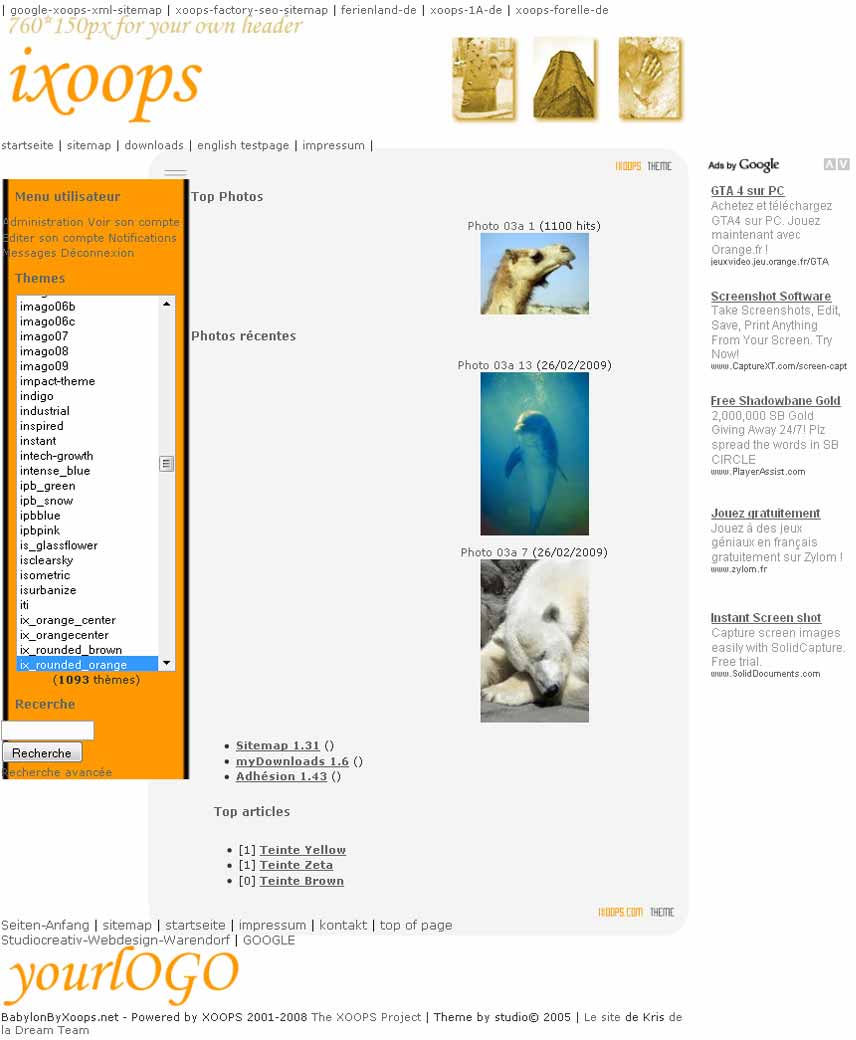 | google-xoops-xml-sitemap | xoops-factory-seo-sitemap | ferienland-de | xoops-1A-de | xoops-forelle-de
760*150px for your own header
ixoops
startseite | sitemap | downloads | english testpage | impressum |
IXOOPS THEME
Menu utilisateur
Administration Voir son compte
Editer son compte Notifications
Messages Déconnexion
Themes
imago06b
imago06c
imago07
imago08
imago09
impact-theme
indigo
industrial
inspired
instant
intech-growth
intense_blue
ipb_green
ipb_snow
ipbblue
ipbpink
is_glassflower
isclearsky
isometric
isurbanize
iti
ix_orange_center
ix_orangecenter
ix_rounded_brown
ix_rounded_orange
(1093 thèmes)
Recerche
Recherche
Recherche avancée
Top Photos
Photo 03a 1 (1100 hits)
Photos récentes
Photo 03a 13 (26/02/2009)
Photo 03a 7 (26/02/2009)
• Sitemap 1.31 ()
• myDownloads 1.6 ()
• Adhésion 1.43 ()
Top articles
• [1] Teinte Yellow
• [1] Teinte Zeta
• [0] Teinte Brown
IXOOPS.COM THEME
Ads by Google
GTA 4 sur PC
Achetez et téléchargez
GTA4 sur PC. Jouez
maintenant avec
Orange.fr !
jeuxvideo.jeu.orange.fr/GTA
Screenshot Software
Take Screenshots, Edit,
Save, Print Anything
From Your Screen. Try
Now!
www.CaptureXT.com/screen-capt
Free Shadowbane Gold
2,000,000 SB Gold
Giving Away 24/7! Plz
spread the words in SB
CIRCLE
www.PlayerAssist.com
Jouez gratuitement
Jouez à des jeux
géniaux en français
gratuitement sur Zylom !
www.zylom.fr
Instant Screen shot
Capture screen images
easily with SolidCapture.
Free trial.
www.SolidDocuments.com
Seiten-Anfang | sitemap | startseite | impressum | kontakt | top of page
Studiocreativ-Webdesign-Warendorf | GOOGLE
yourlOGO
BabylonByXoops.net - Powered by XOOPS 2001-2008 The XOOPS Project | Theme by studio© 2005 | Le site de Kris de
la Dream Team